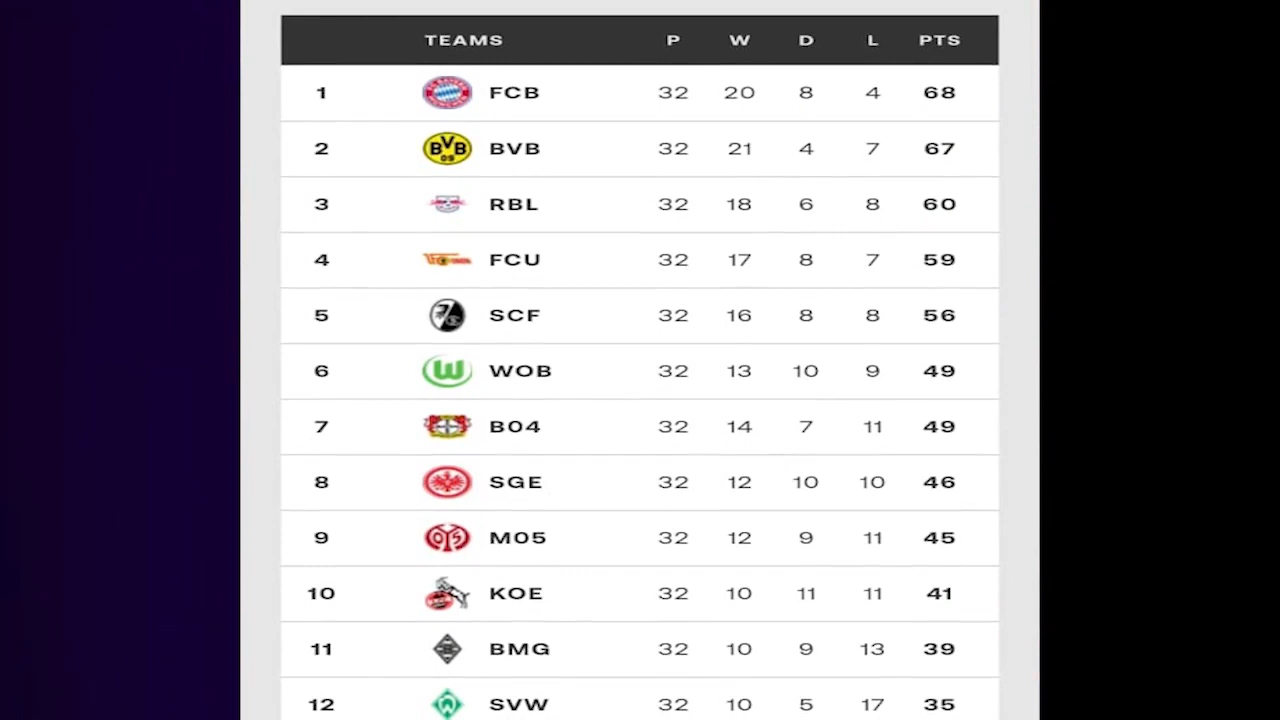 TEAMS P W D L PTS
1 FCB 32 20 8 4 68
2 BVB 09 BVB 32 21 4 7 67
3 RBL 32 18 6 8 60
4 FCU 32 17 8 7 59
5 SCF 32 16 8 8 56
6 W WOB 32 13 10 9 49
7 B04 32 14 7 11 49
8 SGE 32 12 10 10 46
9 M05 32 12 9 11 45
10 KOE 32 10 11 11 41
11 BMG 32 10 9 13 39
12 W SVW 32 10 5 17 35